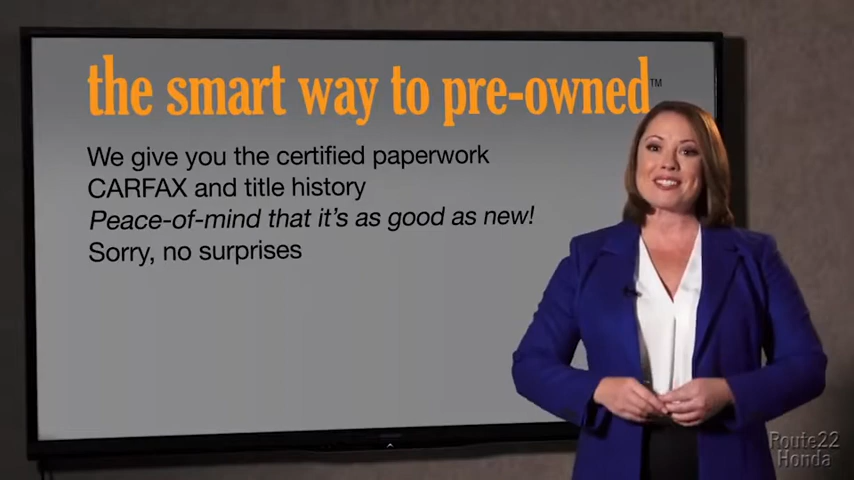 the smart way to pre-owned™
We give you the certified paperwork
CARFAX and title history
Peace-of-mind that it's as good as new!
Sorry, no surprises
Route22
Honda